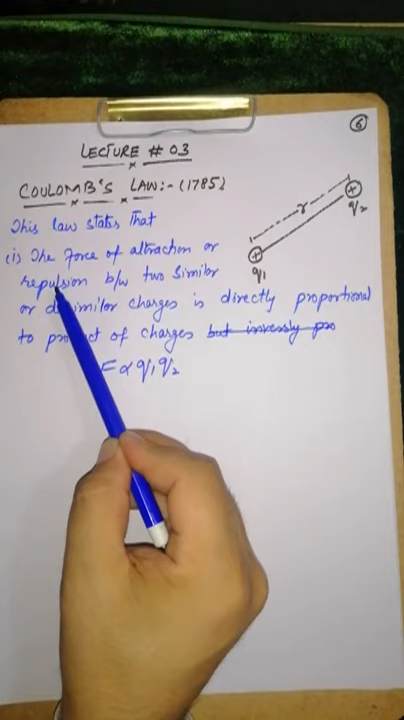 6
LECTURE # 03
COULOMB'S LAW:- (1785)
This law states That
(i) The Force of attraction or
repulsion b/w two Similar
or dissimilar charges is directly proportional
to product of charges but inversly pro
F ∝ q1 q2
r
q1
q2